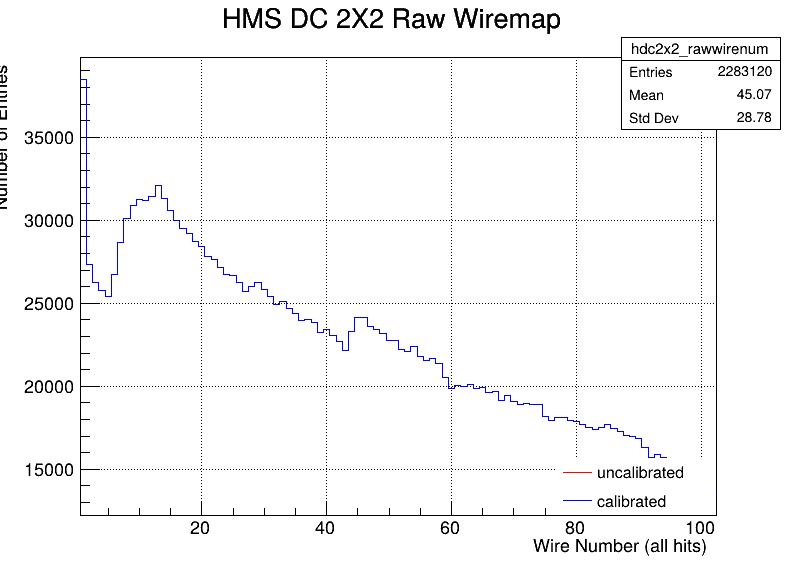 HMS DC 2X2 Raw Wiremap
hdc2x2_rawwirenum
Entries 2283120
Mean 45.07
Std Dev 28.78
Number of Entries
35000
30000
25000
20000
15000
uncalibrated
calibrated
20 40 60 80 100
Wire Number (all hits)